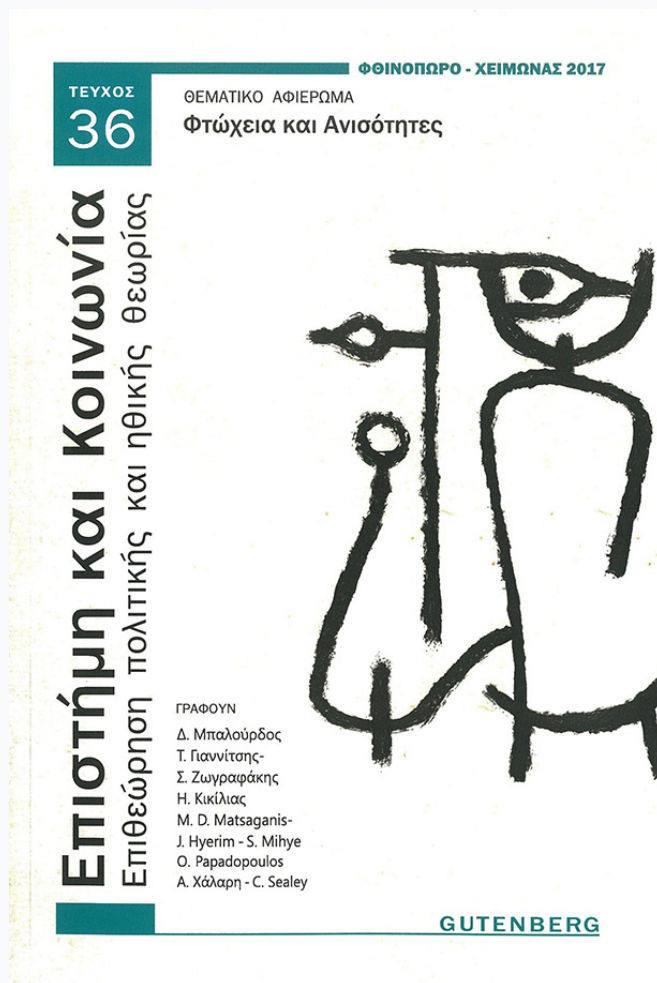 ΦΘΙΝΟΠΩΡΟ - ΧΕΙΜΩΝΑΣ 2017
ΤΕΥΧΟΣ
36
ΘΕΜΑΤΙΚΟ ΑΦΙΕΡΩΜΑ
Φτώχεια και Ανισότητες
Επιστήμη και Κοινωνία
Επιθεώρηση πολιτικής και ηθικής θεωρίας
ΓΡΑΦΟΥΝ
Δ. Μπαλούρδος
Τ. Γιαννίτσης-
Σ. Ζωγραφάκης
Η. Κικίλιας
M. D. Matsaganis-
J. Hyerim - S. Mihye
O. Papadopoulos
Α. Χάλαρη - C. Sealey
GUTENBERG